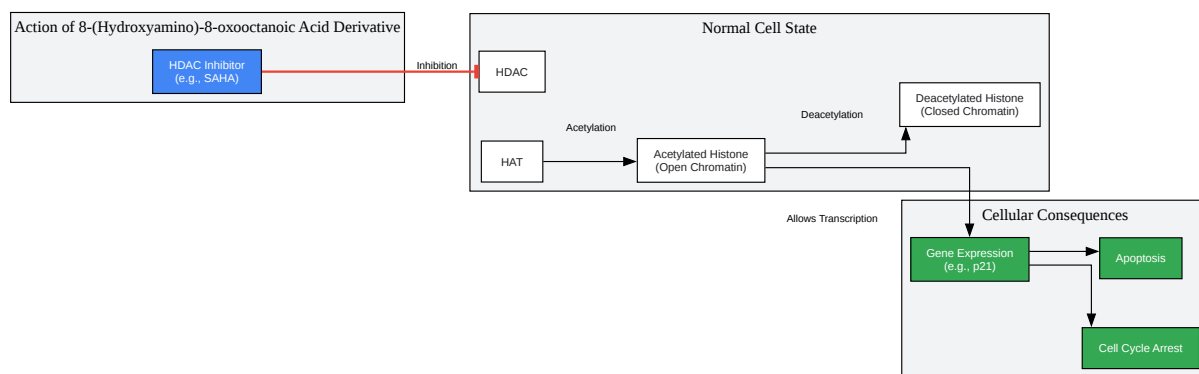 Action of 8-(Hydroxyamino)-8-oxooctanoic Acid Derivative
HDAC Inhibitor
(e.g., SAHA)
Inhibition
Normal Cell State
HDAC
HAT
Acetylation
Acetylated Histone
(Open Chromatin)
Deacetylation
Deacetylated Histone
(Closed Chromatin)
Allows Transcription
Cellular Consequences
Gene Expression
(e.g., p21)
Apoptosis
Cell Cycle Arrest